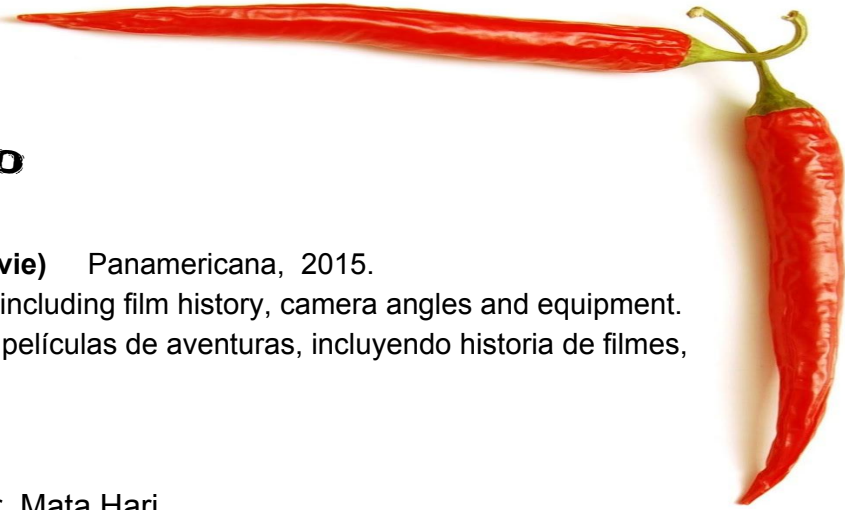 o
vie) Panamericana, 2015.
including film history, camera angles and equipment.
películas de aventuras, incluyendo historia de filmes,
Mata Hari